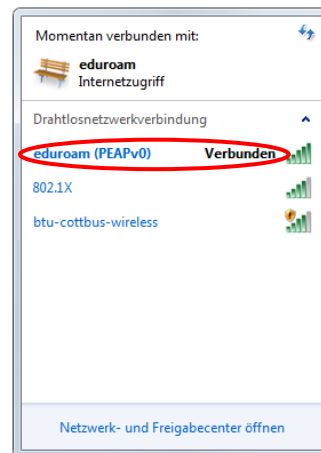 Momentan verbunden mit:
eduroam
Internetzugriff
Drahtlosnetzwerkverbindung
eduroam (PEAPv0) Verbunden
802.1X
btu-cottbus-wireless
Netzwerk- und Freigabecenter öffnen